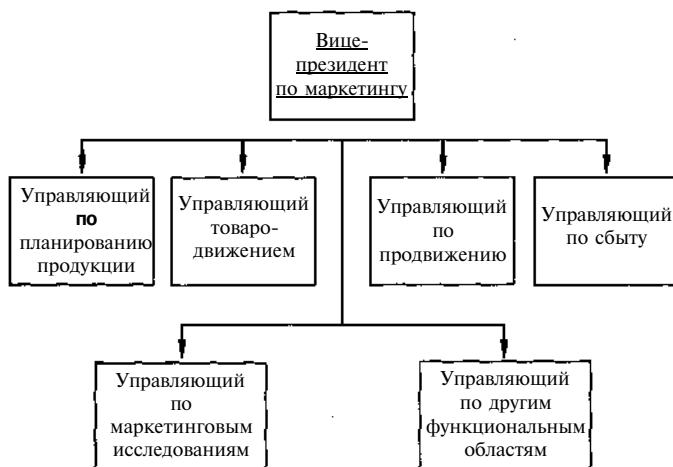 Вице-
президент
по маркетингу
Управляющий
по
планированию
продукции
Управляющий
товаро-
движением
Управляющий
по
продвижению
Управляющий
по сбыту
Управляющий
по
маркетинговым
исследованиям
Управляющий
по другим
функциональным
областям